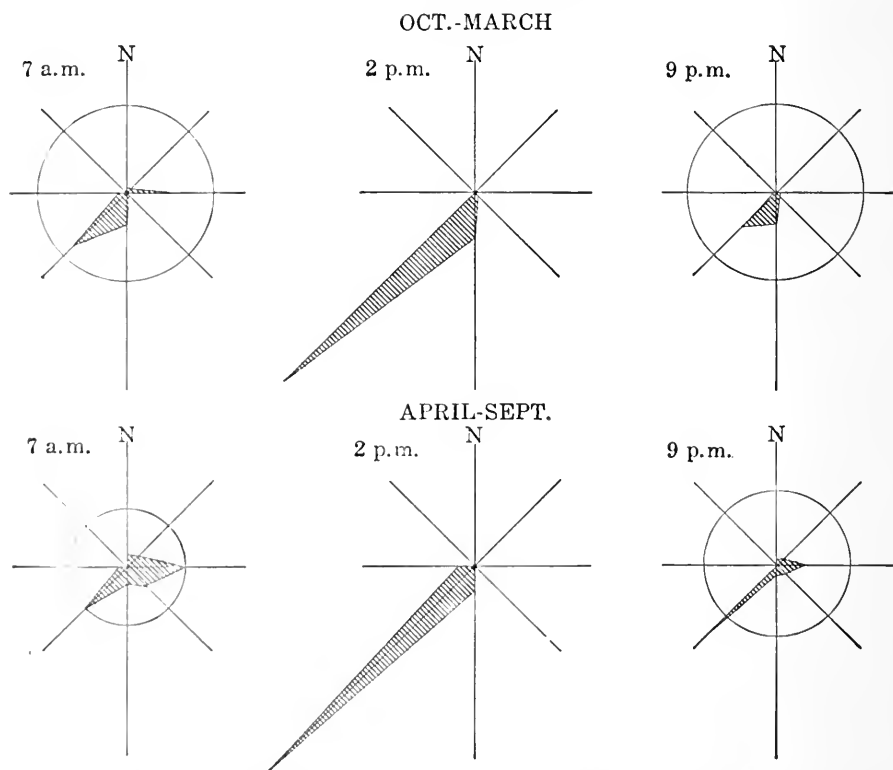 OCT.-MARCH
N
7 a.m.
N
2 p.m.
N
9 p.m.
APRIL-SEPT.
N
7 a.m.
N
2 p.m.
N
9 p.m.